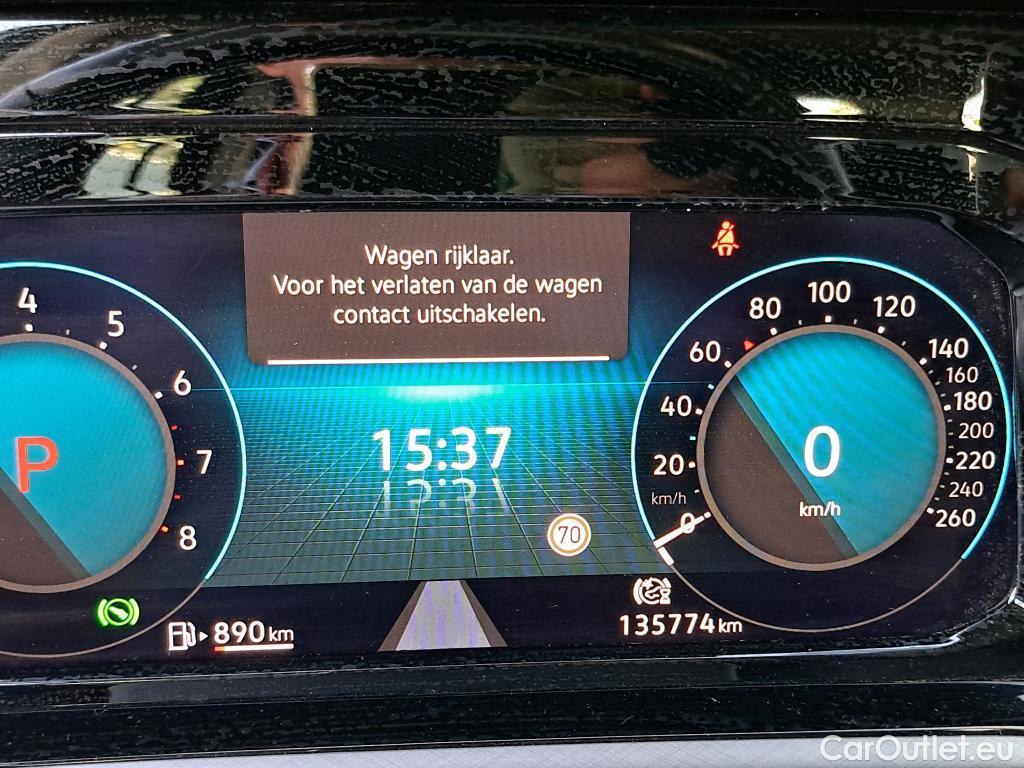 Wagen rijklaar.
Voor het verlaten van de wagen
contact uitschakelen.
4
5
6
7
8
P
15:37
70
0
20
40
60
80
100
120
140
160
180
200
220
240
260
km/h
0
km/h
890 km
135774 km
CarOutlet.eu